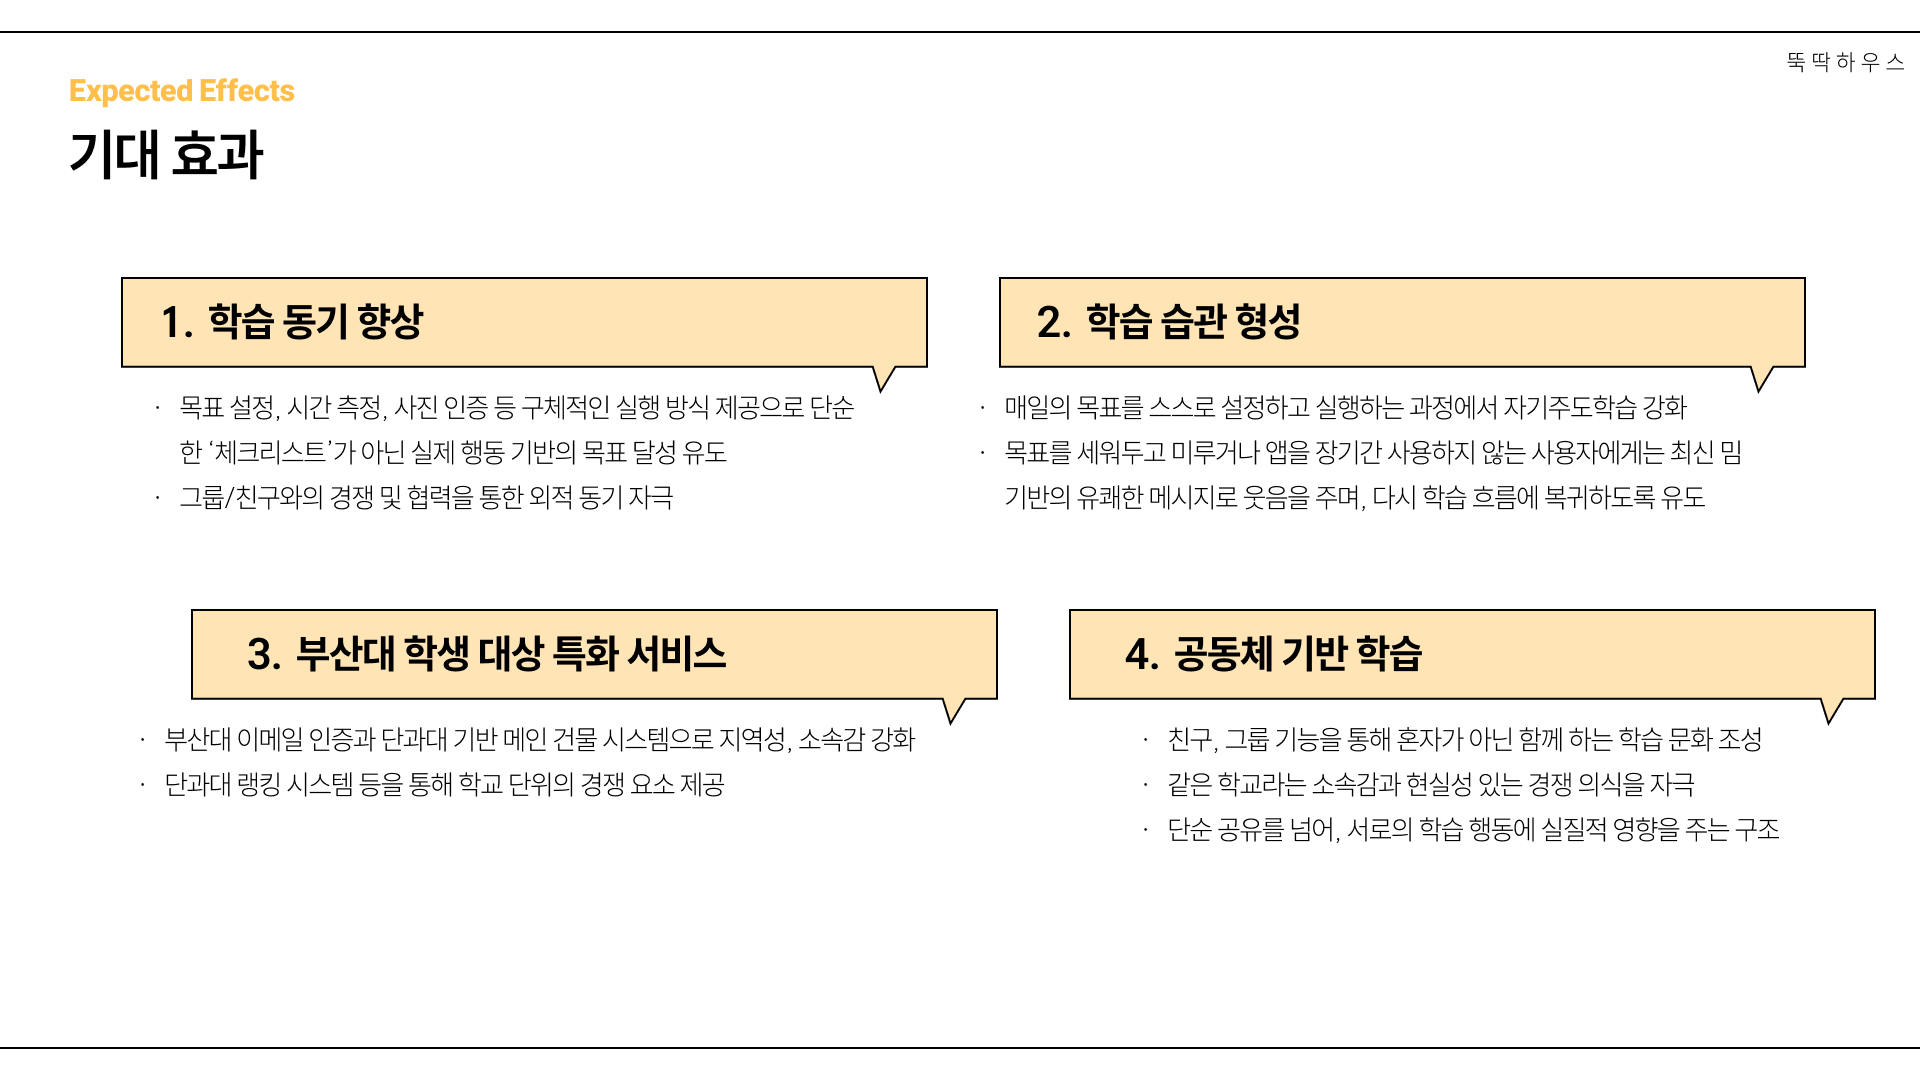 뚝딱하우스
Expected Effects
기대 효과
1. 학습 동기 향상
· 목표 설정, 시간 측정, 사진 인증 등 구체적인 실행 방식 제공으로 단순
한 ‘체크리스트’가 아닌 실제 행동 기반의 목표 달성 유도
· 그룹/친구와의 경쟁 및 협력을 통한 외적 동기 자극
2. 학습 습관 형성
· 매일의 목표를 스스로 설정하고 실행하는 과정에서 자기주도학습 강화
· 목표를 세워두고 미루거나 앱을 장기간 사용하지 않는 사용자에게는 최신 밈
기반의 유쾌한 메시지로 웃음을 주며, 다시 학습 흐름에 복귀하도록 유도
3. 부산대 학생 대상 특화 서비스
· 부산대 이메일 인증과 단과대 기반 메인 건물 시스템으로 지역성, 소속감 강화
· 단과대 랭킹 시스템 등을 통해 학교 단위의 경쟁 요소 제공
4. 공동체 기반 학습
· 친구, 그룹 기능을 통해 혼자가 아닌 함께 하는 학습 문화 조성
· 같은 학교라는 소속감과 현실성 있는 경쟁 의식을 자극
· 단순 공유를 넘어, 서로의 학습 행동에 실질적 영향을 주는 구조